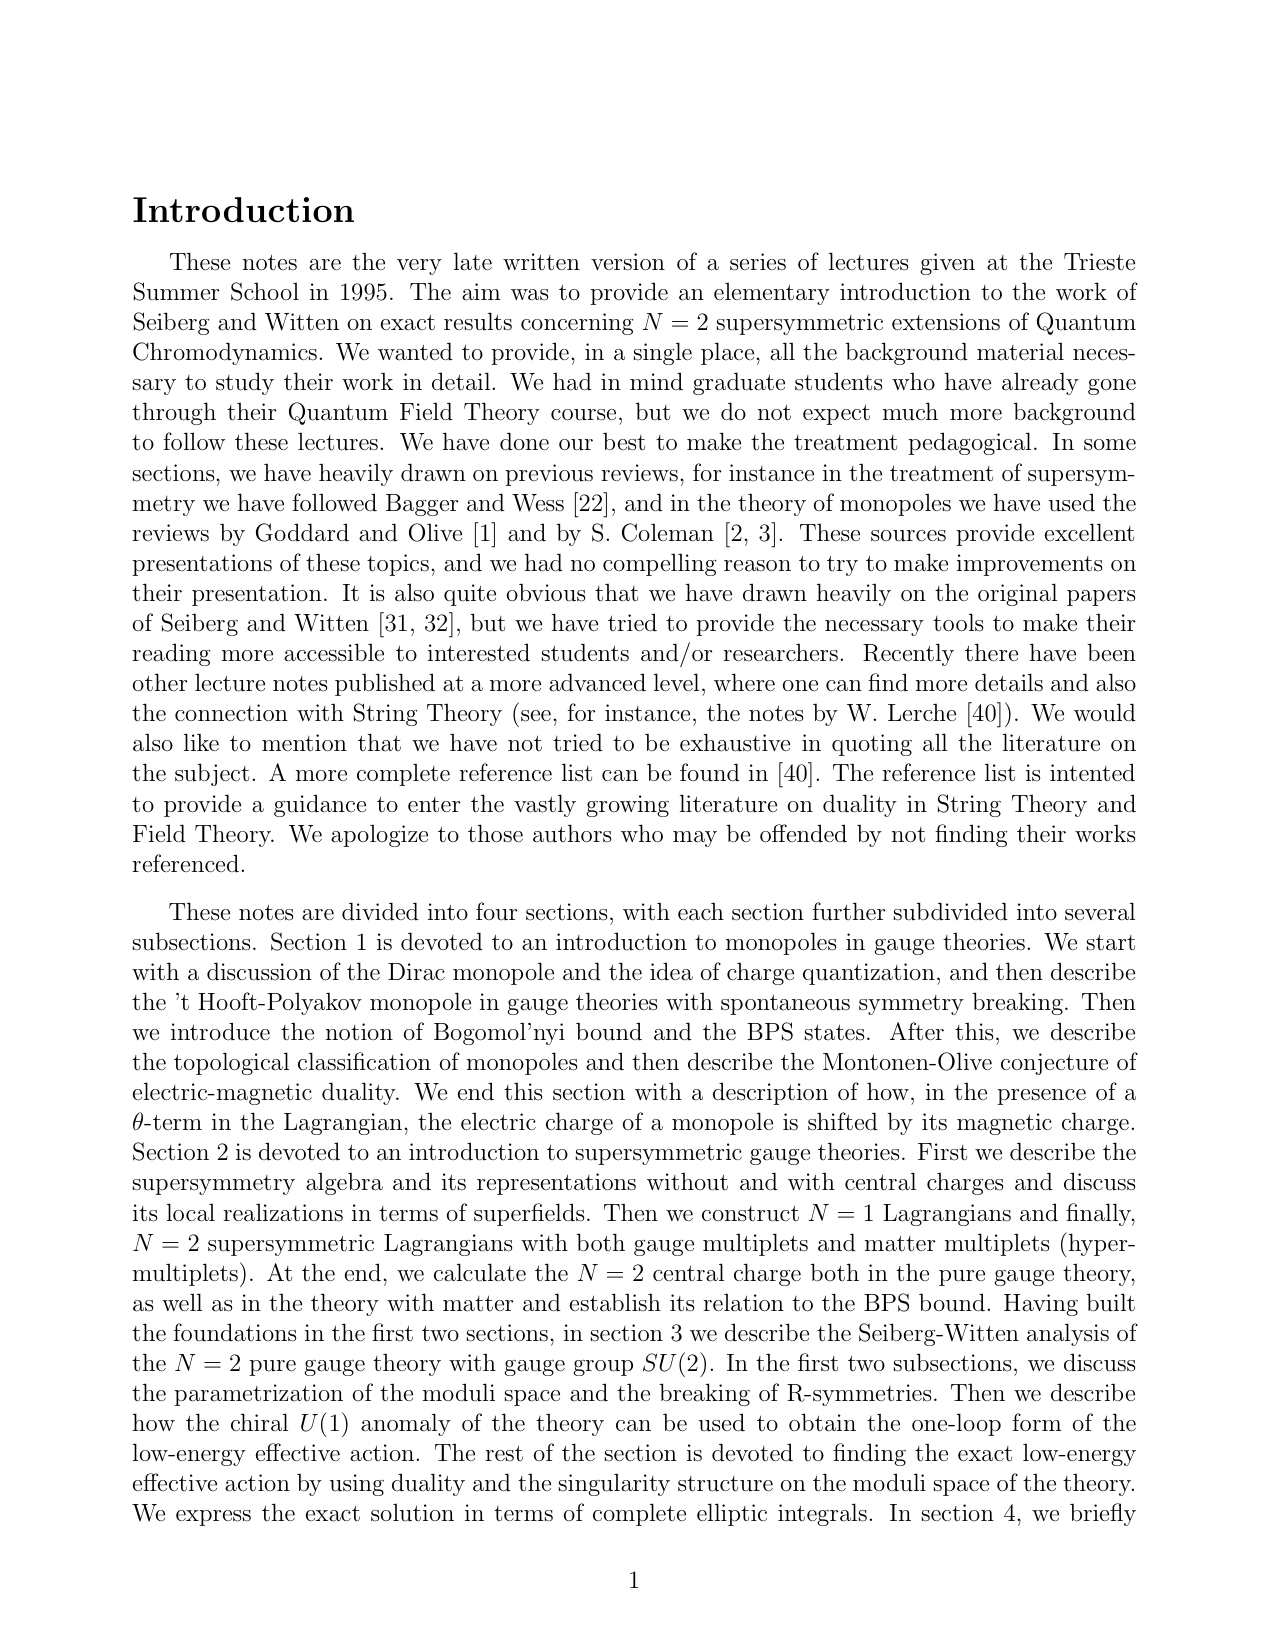 Introduction
These notes are the very late written version of a series of lectures given at the Trieste
Summer School in 1995. The aim was to provide an elementary introduction to the work of
Seiberg and Witten on exact results concerning N = 2 supersymmetric extensions of Quantum
Chromodynamics. We wanted to provide, in a single place, all the background material neces-
sary to study their work in detail. We had in mind graduate students who have already gone
through their Quantum Field Theory course, but we do not expect much more background
to follow these lectures. We have done our best to make the treatment pedagogical. In some
sections, we have heavily drawn on previous reviews, for instance in the treatment of supersym-
metry we have followed Bagger and Wess [22], and in the theory of monopoles we have used the
reviews by Goddard and Olive [1] and by S. Coleman [2, 3]. These sources provide excellent
presentations of these topics, and we had no compelling reason to try to make improvements on
their presentation. It is also quite obvious that we have drawn heavily on the original papers
of Seiberg and Witten [31, 32], but we have tried to provide the necessary tools to make their
reading more accessible to interested students and/or researchers. Recently there have been
other lecture notes published at a more advanced level, where one can find more details and also
the connection with String Theory (see, for instance, the notes by W. Lerche [40]). We would
also like to mention that we have not tried to be exhaustive in quoting all the literature on
the subject. A more complete reference list can be found in [40]. The reference list is intented
to provide a guidance to enter the vastly growing literature on duality in String Theory and
Field Theory. We apologize to those authors who may be offended by not finding their works
referenced.
These notes are divided into four sections, with each section further subdivided into several
subsections. Section 1 is devoted to an introduction to monopoles in gauge theories. We start
with a discussion of the Dirac monopole and the idea of charge quantization, and then describe
the 't Hooft-Polyakov monopole in gauge theories with spontaneous symmetry breaking. Then
we introduce the notion of Bogomol'nyi bound and the BPS states. After this, we describe
the topological classification of monopoles and then describe the Montonen-Olive conjecture of
electric-magnetic duality. We end this section with a description of how, in the presence of a
θ-term in the Lagrangian, the electric charge of a monopole is shifted by its magnetic charge.
Section 2 is devoted to an introduction to supersymmetric gauge theories. First we describe the
supersymmetry algebra and its representations without and with central charges and discuss
its local realizations in terms of superfields. Then we construct N = 1 Lagrangians and finally,
N = 2 supersymmetric Lagrangians with both gauge multiplets and matter multiplets (hyper-
multiplets). At the end, we calculate the N = 2 central charge both in the pure gauge theory,
as well as in the theory with matter and establish its relation to the BPS bound. Having built
the foundations in the first two sections, in section 3 we describe the Seiberg-Witten analysis of
the N = 2 pure gauge theory with gauge group SU(2). In the first two subsections, we discuss
the parametrization of the moduli space and the breaking of R-symmetries. Then we describe
how the chiral U(1) anomaly of the theory can be used to obtain the one-loop form of the
low-energy effective action. The rest of the section is devoted to finding the exact low-energy
effective action by using duality and the singularity structure on the moduli space of the theory.
We express the exact solution in terms of complete elliptic integrals. In section 4, we briefly
1